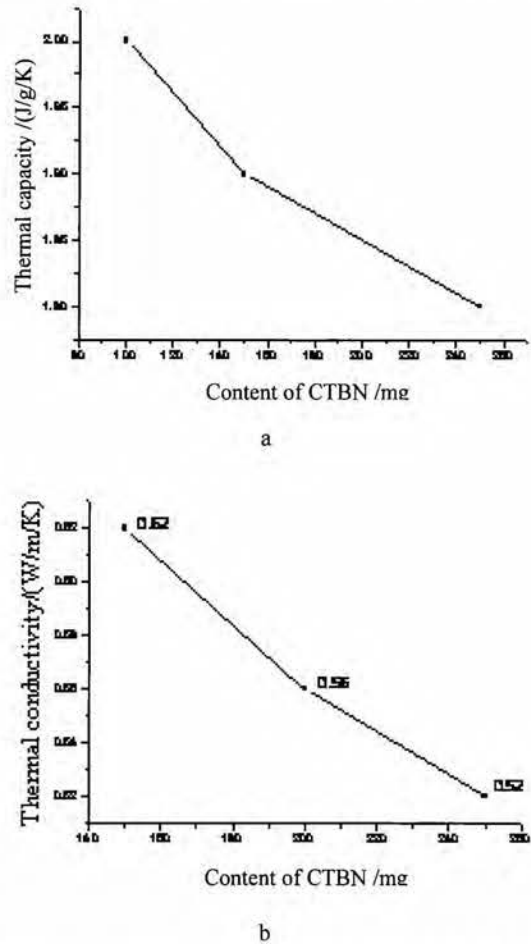 2.00
1.95
1.90
1.85
1.80
Thermal capacity /(J/g/K)
80 100 120 140 160 180 200 220 240 260
Content of CTBN /mg
a
0.62
0.60
0.58
0.56
0.54
0.52
Thermal conductivity/(W/m/K)
0.62
0.56
0.52
160 180 200 220 240 260
Content of CTBN /mg
b